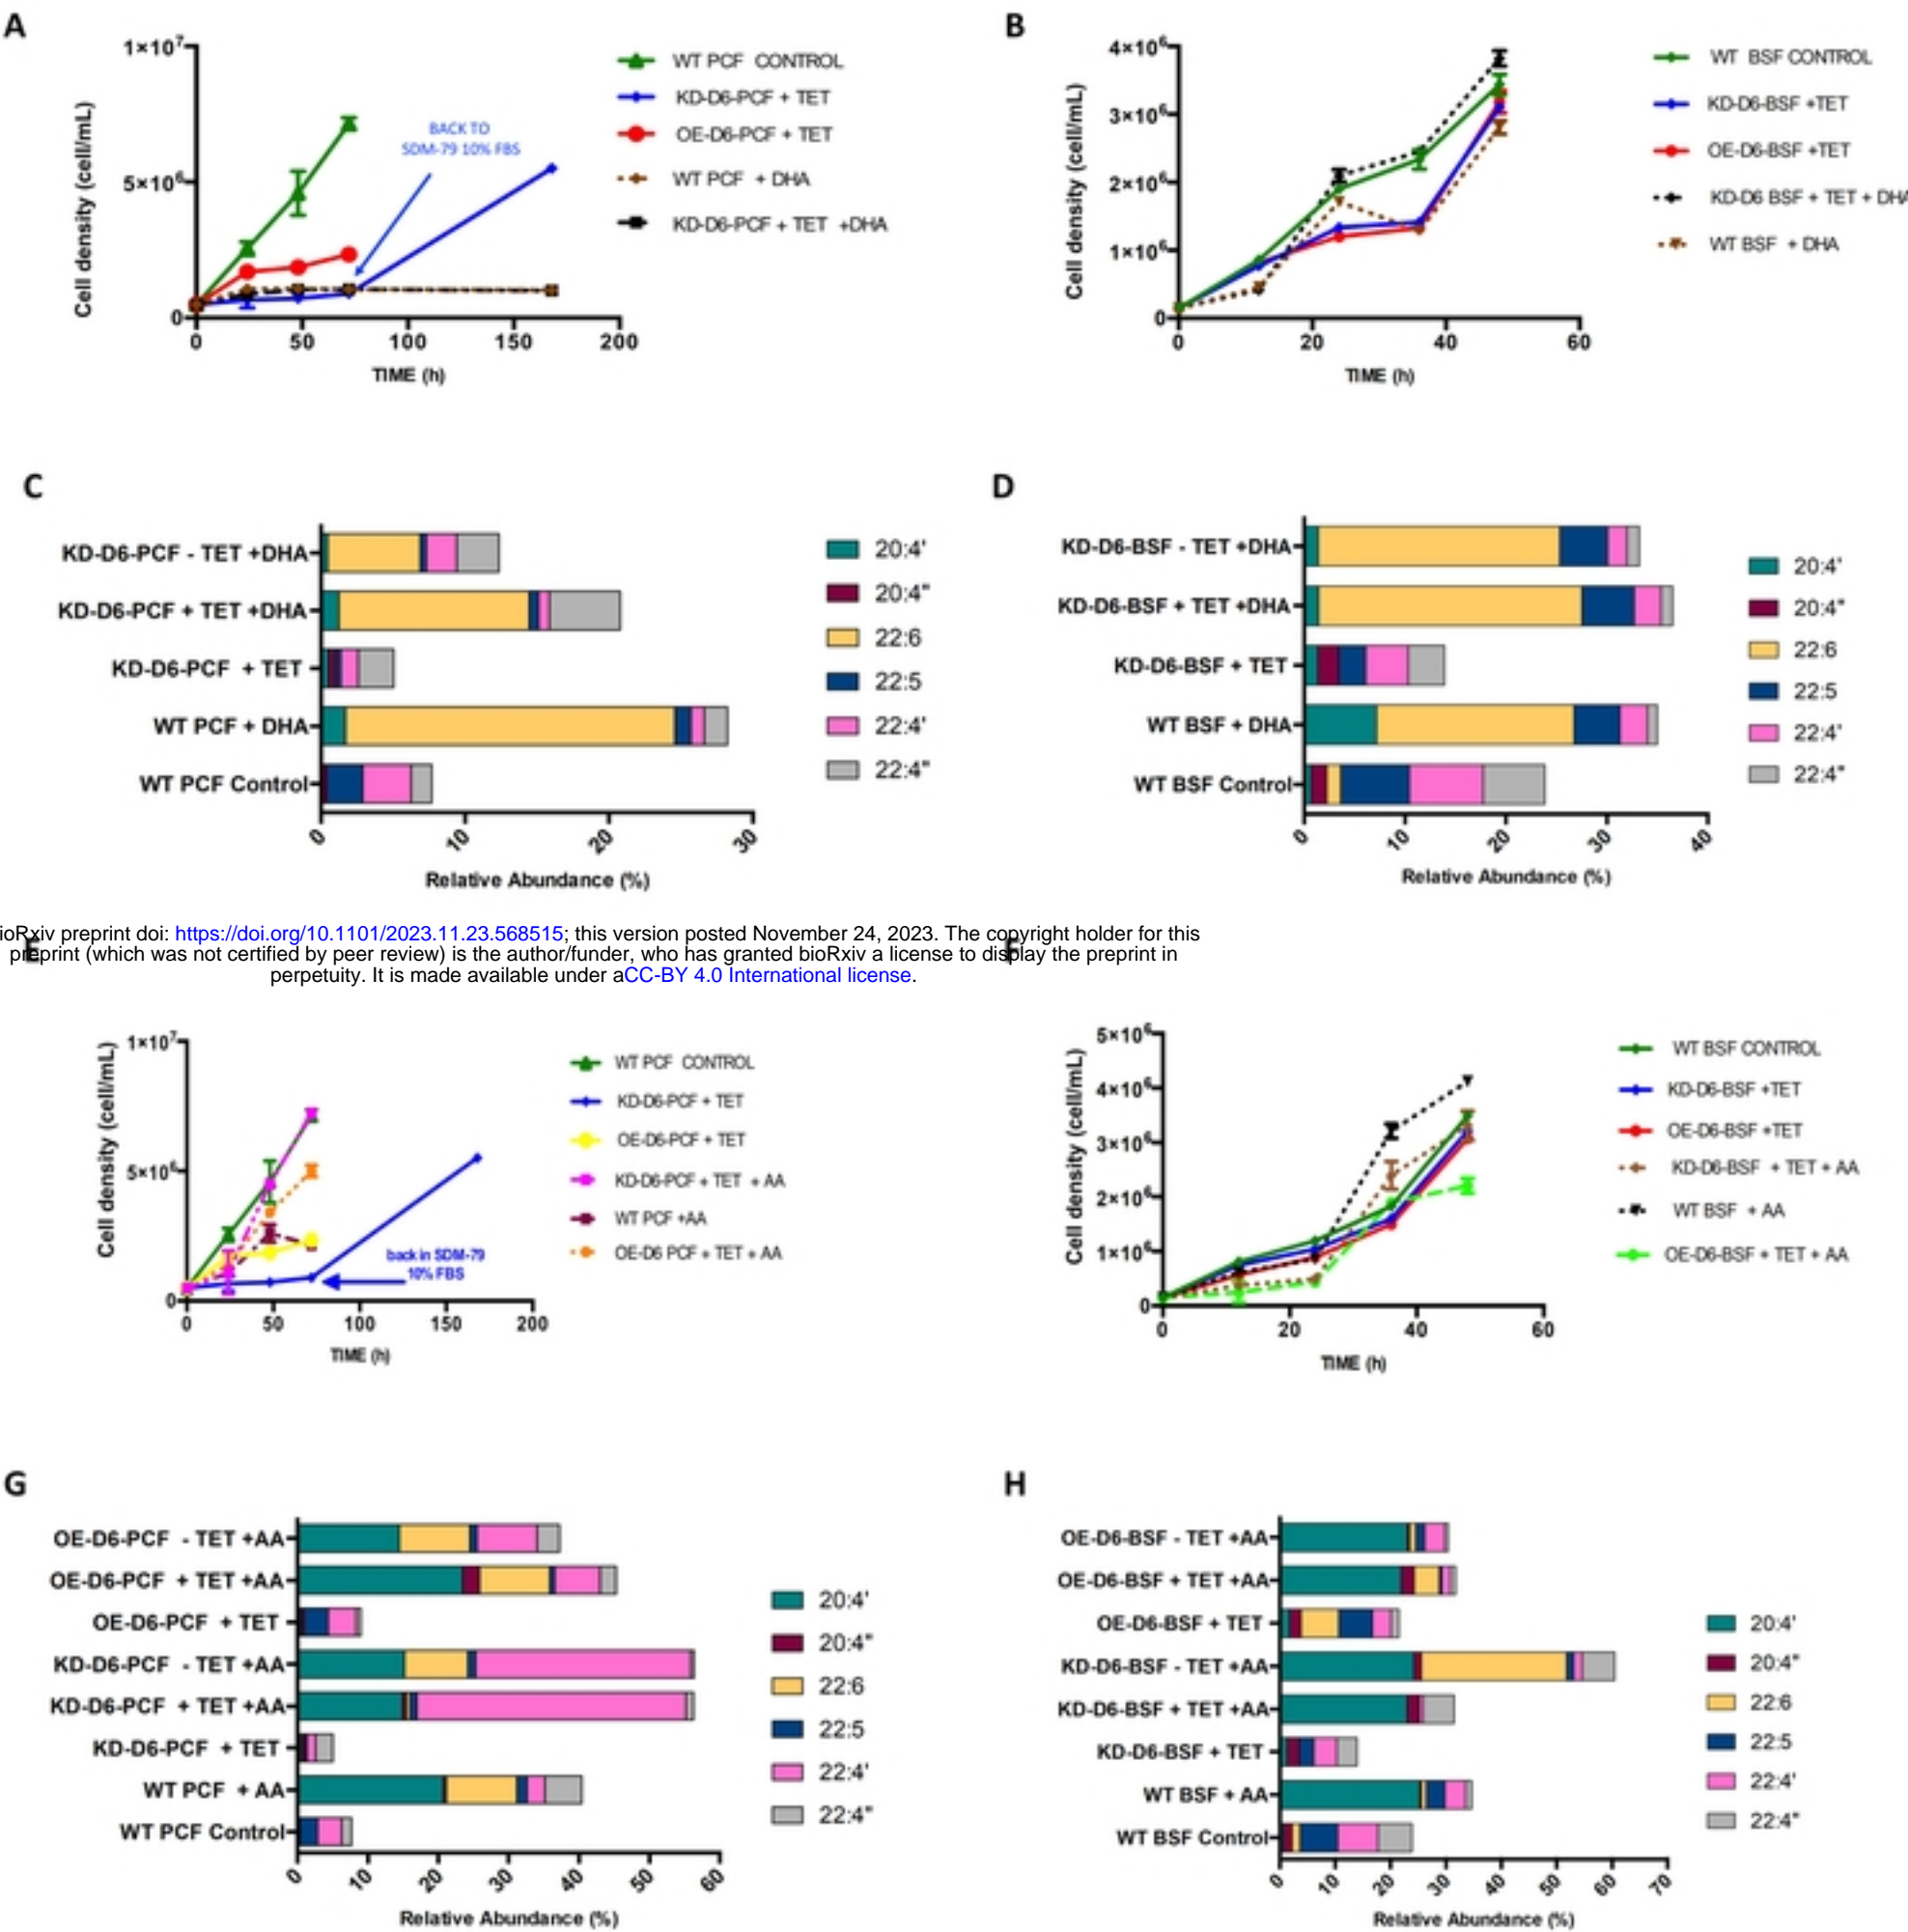 A
1×10⁷
5×10⁶
0
0 50 100 150 200
Cell density (cell/mL)
TIME (h)
BACK TO
SDM-79 10% FBS
WT PCF CONTROL
KD-D6-PCF + TET
OE-D6-PCF + TET
WT PCF + DHA
KD-D6-PCF + TET +DHA
B
4×10⁶
3×10⁶
2×10⁶
1×10⁶
0
0 20 40 60
Cell density (cell/mL)
TIME (h)
WT BSF CONTROL
KD-D6-BSF +TET
OE-D6-BSF +TET
KD-D6 BSF + TET + DHA
WT BSF + DHA
C
KD-D6-PCF - TET +DHA
KD-D6-PCF + TET +DHA
KD-D6-PCF + TET
WT PCF + DHA
WT PCF Control
0 10 20 30
Relative Abundance (%)
20:4'
20:4"
22:6
22:5
22:4'
22:4"
D
KD-D6-BSF - TET +DHA
KD-D6-BSF + TET +DHA
KD-D6-BSF + TET
WT BSF + DHA
WT BSF Control
0 10 20 30 40
Relative Abundance (%)
20:4'
20:4"
22:6
22:5
22:4'
22:4"
ioRxiv preprint doi: https://doi.org/10.1101/2023.11.23.568515; this version posted November 24, 2023. The copyright holder for this
preprint (which was not certified by peer review) is the author/funder, who has granted bioRxiv a license to display the preprint in
perpetuity. It is made available under aCC-BY 4.0 International license.
E
1×10⁷
5×10⁶
0
0 50 100 150 200
Cell density (cell/mL)
TIME (h)
back in SDM-79
10% FBS
WT PCF CONTROL
KD-D6-PCF + TET
OE-D6-PCF + TET
KD-D6-PCF + TET + AA
WT PCF +AA
OE-D6 PCF + TET + AA
F
5×10⁶
4×10⁶
3×10⁶
2×10⁶
1×10⁶
0
0 20 40 60
Cell density (cell/mL)
TIME (h)
WT BSF CONTROL
KD-D6-BSF +TET
OE-D6-BSF +TET
KD-D6-BSF + TET + AA
WT BSF + AA
OE-D6-BSF + TET + AA
G
OE-D6-PCF - TET +AA
OE-D6-PCF + TET +AA
OE-D6-PCF + TET
KD-D6-PCF - TET +AA
KD-D6-PCF + TET +AA
KD-D6-PCF + TET
WT PCF + AA
WT PCF Control
0 10 20 30 40 50 60
Relative Abundance (%)
20:4'
20:4"
22:6
22:5
22:4'
22:4"
H
OE-D6-BSF - TET +AA
OE-D6-BSF + TET +AA
OE-D6-BSF + TET
KD-D6-BSF - TET +AA
KD-D6-BSF + TET +AA
KD-D6-BSF + TET
WT BSF + AA
WT BSF Control
0 10 20 30 40 50 60 70
Relative Abundance (%)
20:4'
20:4"
22:6
22:5
22:4'
22:4"